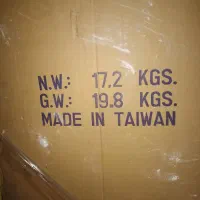 N.W.: 17.2 KGS.
G.W.: 19.8 KGS.
MADE IN TAIWAN